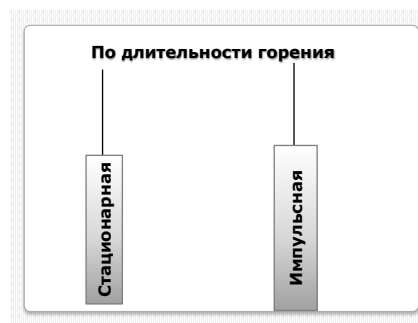 По длительности горения
Стационарная
Импульсная